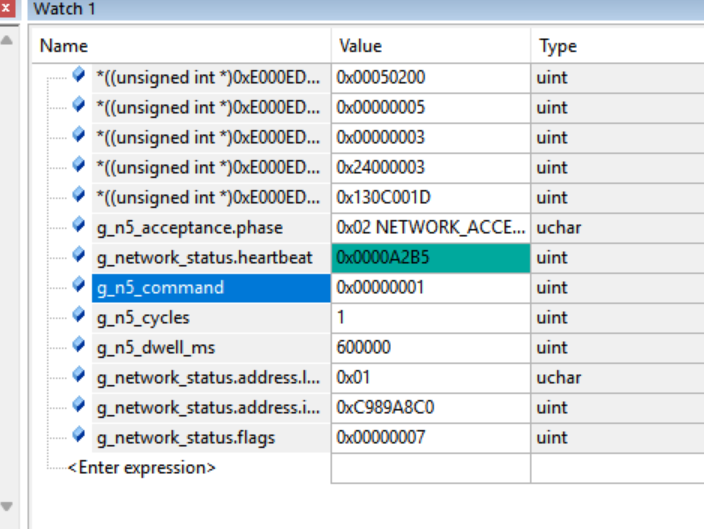 x Watch 1
Name Value Type
*((unsigned int *)0xE000ED... 0x00050200 uint
*((unsigned int *)0xE000ED... 0x00000005 uint
*((unsigned int *)0xE000ED... 0x00000003 uint
*((unsigned int *)0xE000ED... 0x24000003 uint
*((unsigned int *)0xE000ED... 0x130C001D uint
g_n5_acceptance.phase 0x02 NETWORK_ACCE... uchar
g_network_status.heartbeat 0x0000A2B5 uint
g_n5_command 0x00000001 uint
g_n5_cycles 1 uint
g_n5_dwell_ms 600000 uint
g_network_status.address.l... 0x01 uchar
g_network_status.address.i... 0xC989A8C0 uint
g_network_status.flags 0x00000007 uint
<Enter expression>